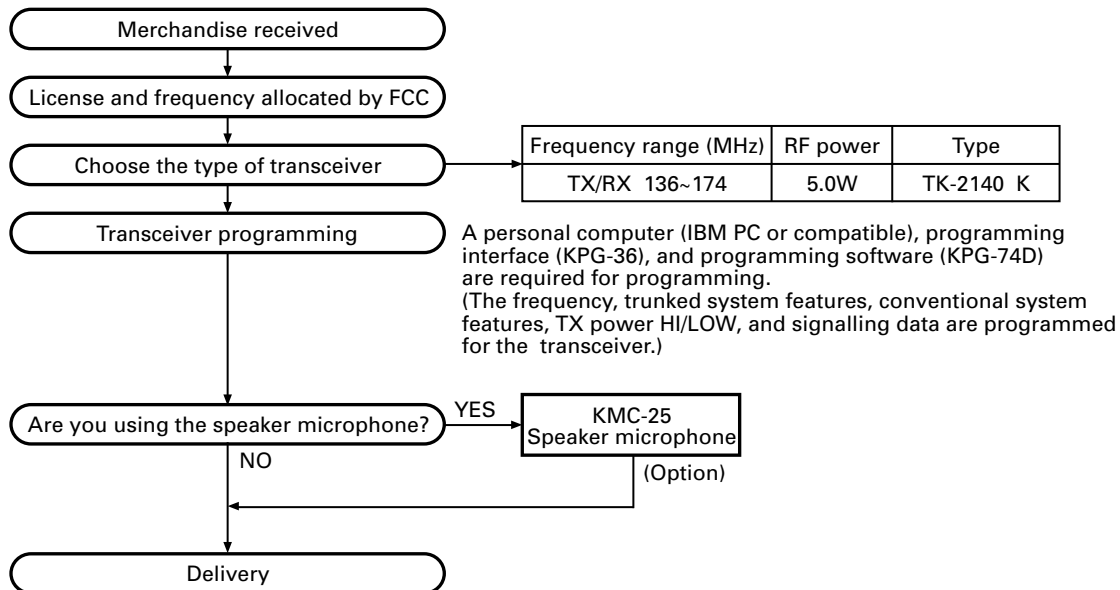 Merchandise received
License and frequency allocated by FCC
Choose the type of transceiver
Frequency range (MHz) RF power Type
TX/RX 136~174 5.0W TK-2140 K
Transceiver programming
A personal computer (IBM PC or compatible), programming
interface (KPG-36), and programming software (KPG-74D)
are required for programming.
(The frequency, trunked system features, conventional system
features, TX power HI/LOW, and signalling data are programmed
for the transceiver.)
Are you using the speaker microphone?
YES
KMC-25
Speaker microphone
NO
(Option)
Delivery